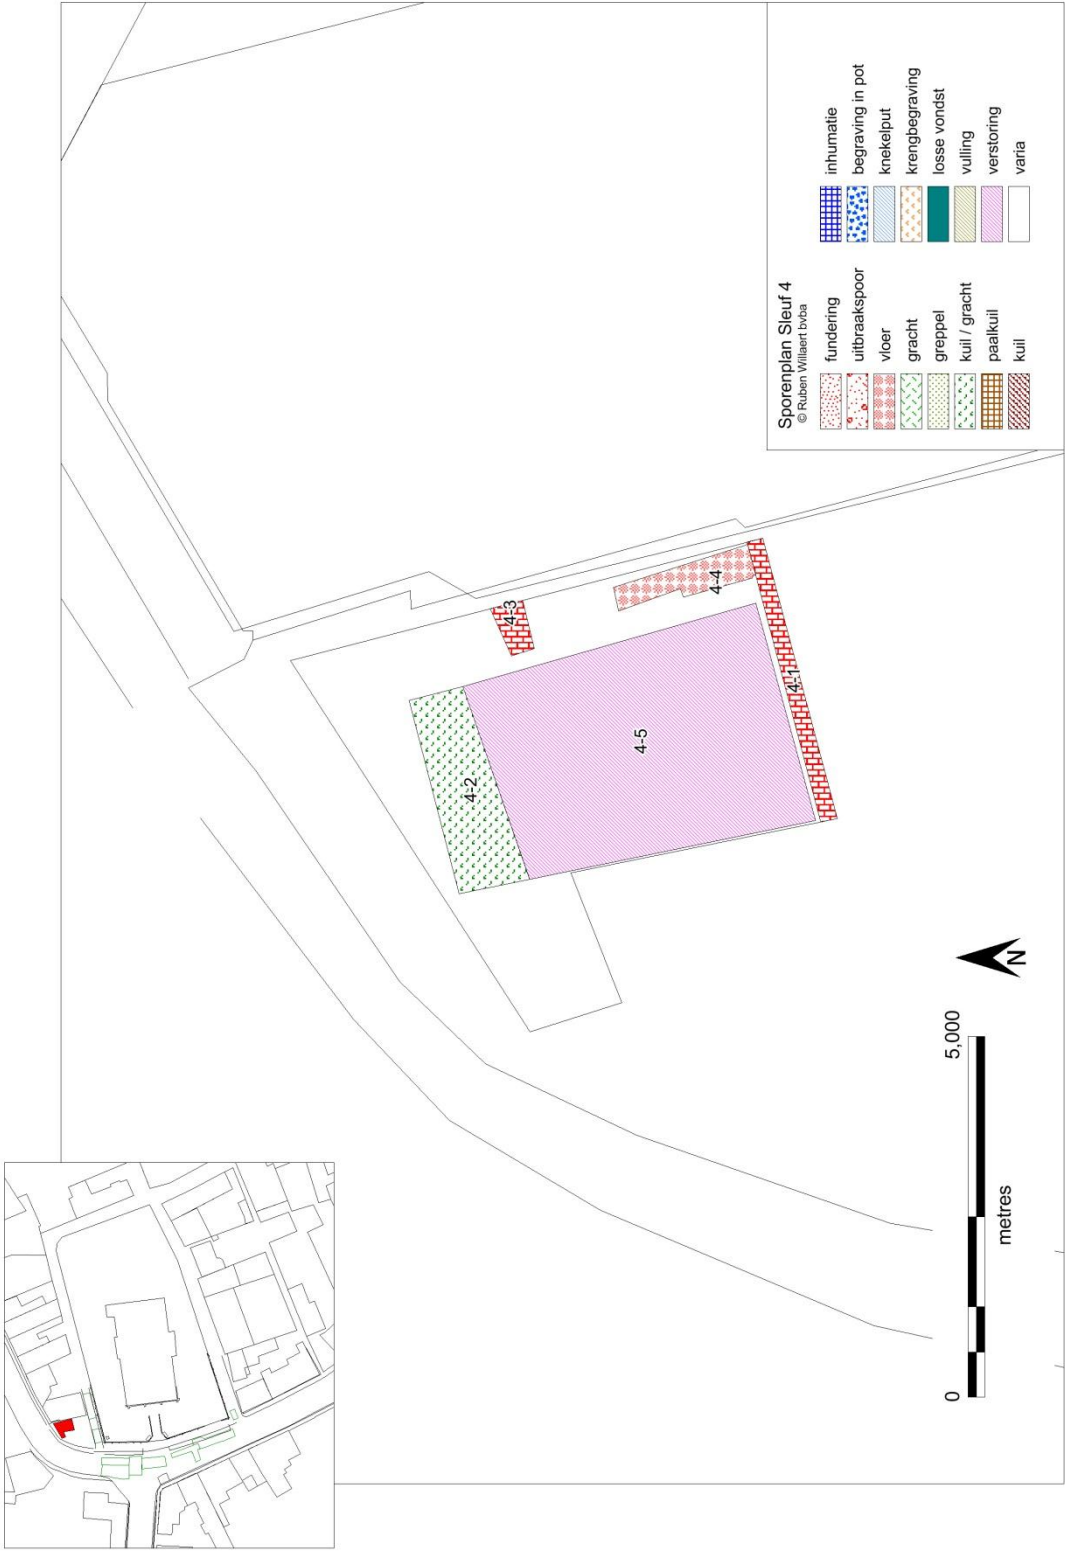 Sporenplan Sleuf 4
© Ruben Willaert bvba
fundering
uitbraakspoor
vloer
gracht
greppel
kuil / gracht
paalkuil
kuil
inhumatie
begraving in pot
knekelput
krengbegraving
losse vondst
vulling
verstoring
varia
4-3
4-4
4-1
4-2
4-5
0
5,000
metres
N